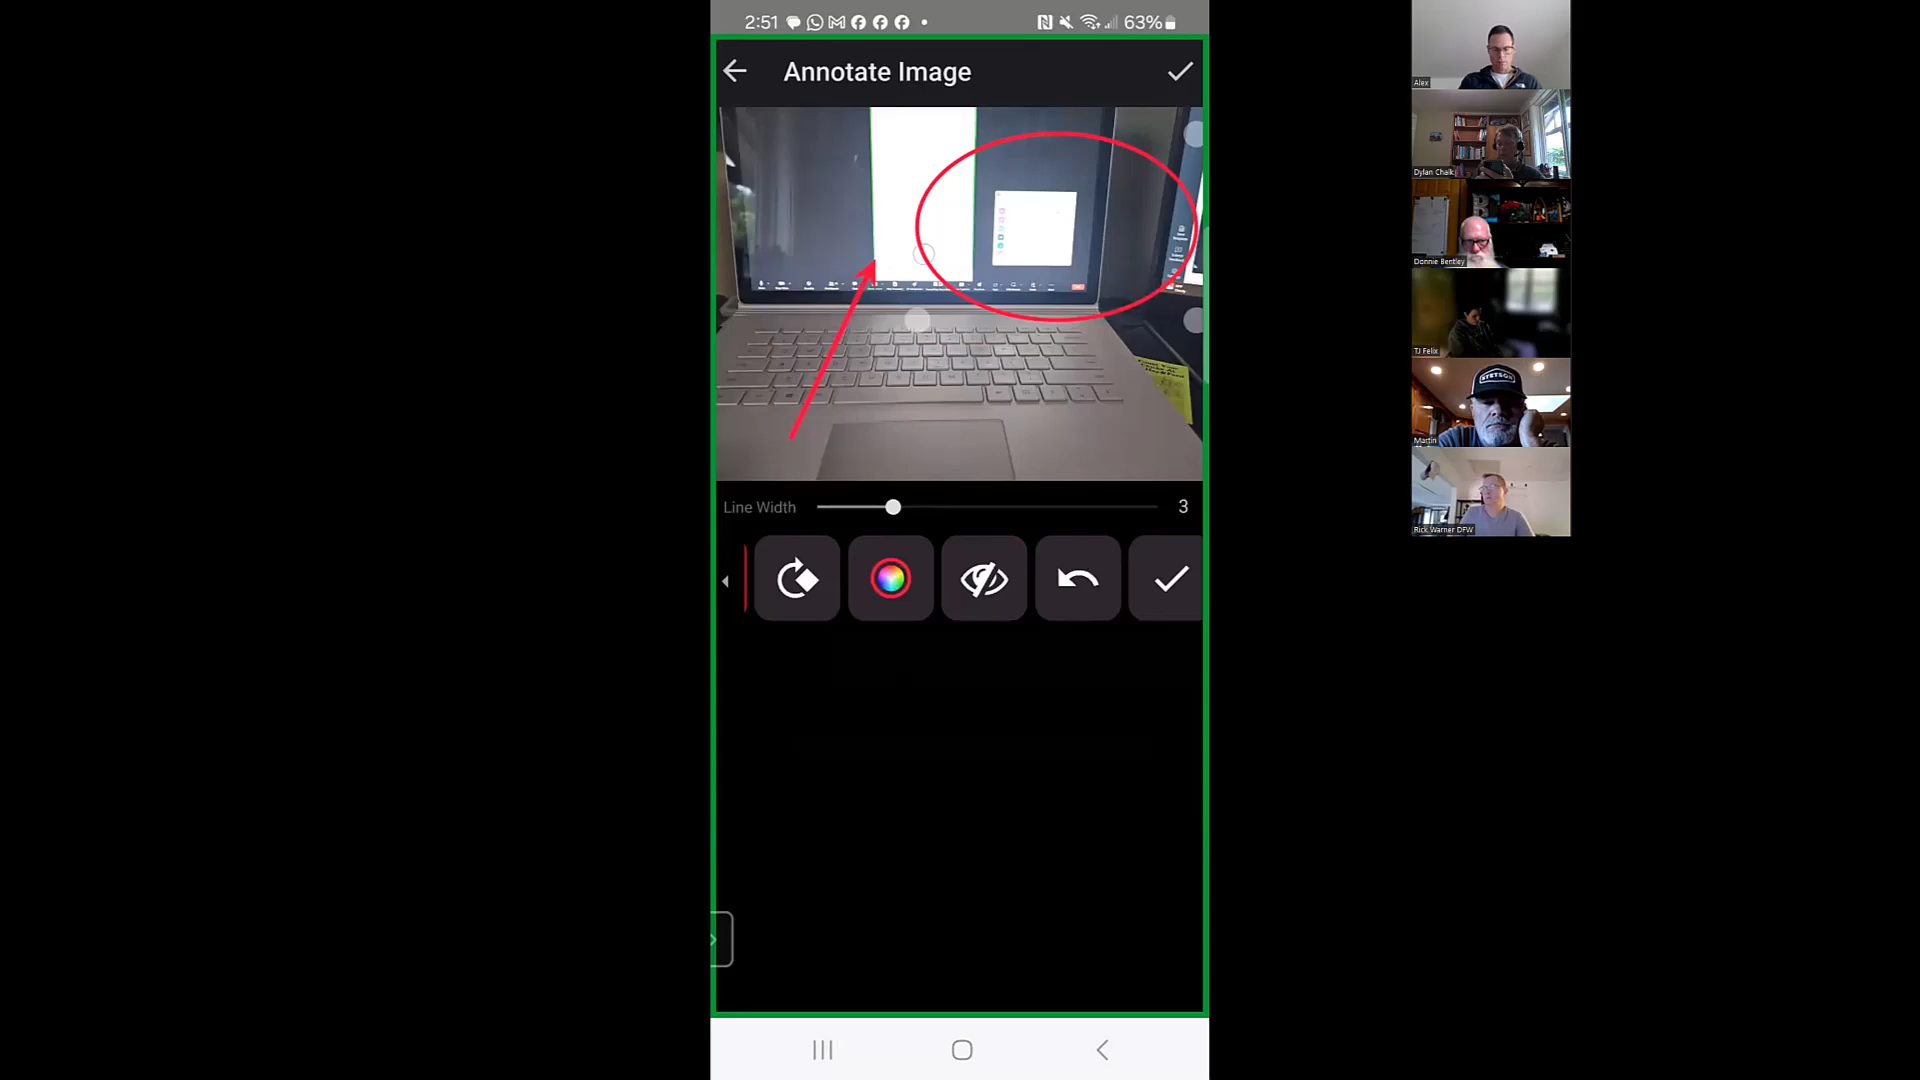 2:51
63%
Annotate Image
Line Width
3
Alex
Dylan Chalk
Donnie Bentley
TJ Felix
STETSON
Martin
Rick Warner DFW